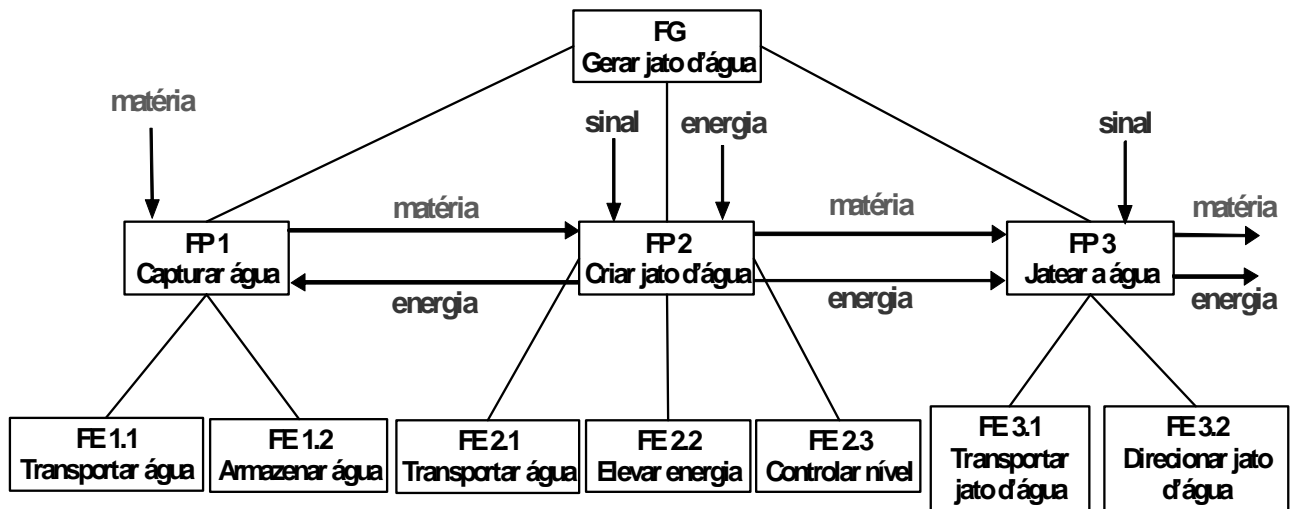 FG
Gerar jato d'água
matéria
sinal
energia
sinal
matéria
matéria
matéria
FP 1
Capturar água
FP 2
Criar jato d'água
FP 3
Jatear a água
energia
energia
energia
FE 1.1
Transportar água
FE 1.2
Armazenar água
FE 2.1
Transportar água
FE 2.2
Elevar energia
FE 2.3
Controlar nível
FE 3.1
Transportar
jato d'água
FE 3.2
Direcionar jato
d'água